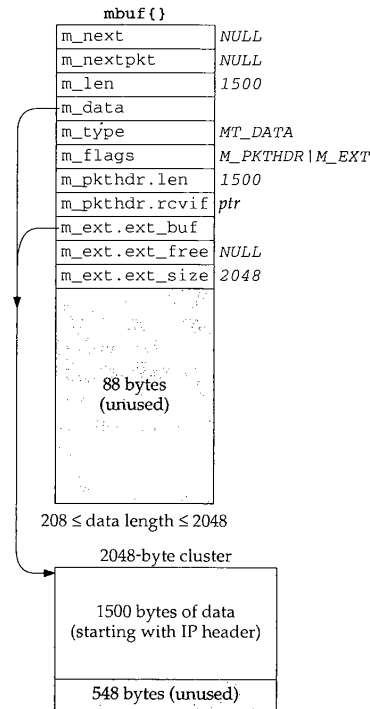 mbuf{}
m_next NULL
m_nextpkt NULL
m_len 1500
m_data
m_type MT_DATA
m_flags M_PKTHDR|M_EXT
m_pkthdr.len 1500
m_pkthdr.rcvif ptr
m_ext.ext_buf
m_ext.ext_free NULL
m_ext.ext_size 2048
88 bytes
(unused)
208 ≤ data length ≤ 2048
2048-byte cluster
1500 bytes of data
(starting with IP header)
548 bytes (unused)